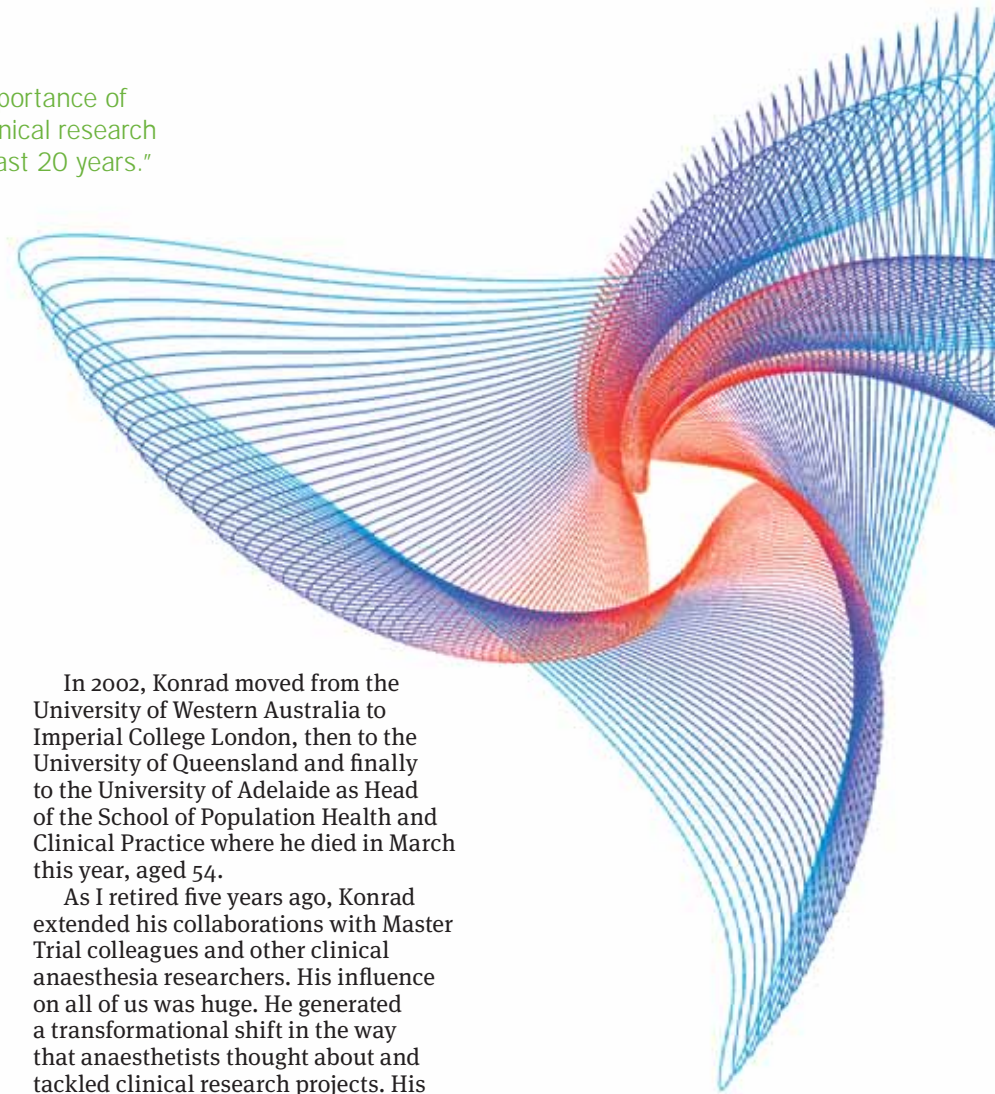 portance of
nical research
ast 20 years."
In 2002, Konrad moved from the
University of Western Australia to
Imperial College London, then to the
University of Queensland and finally
to the University of Adelaide as Head
of the School of Population Health and
Clinical Practice where he died in March
this year, aged 54.
As I retired five years ago, Konrad
extended his collaborations with Master
Trial colleagues and other clinical
anaesthesia researchers. His influence
on all of us was huge. He generated
a transformational shift in the way
that anaesthetists thought about and
tackled clinical research projects. His